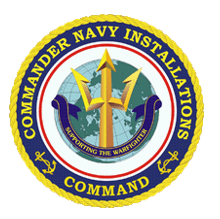 COMMANDER NAVY INSTALLATIONS
SUPPORTING THE WARFIGHTER
COMMAND